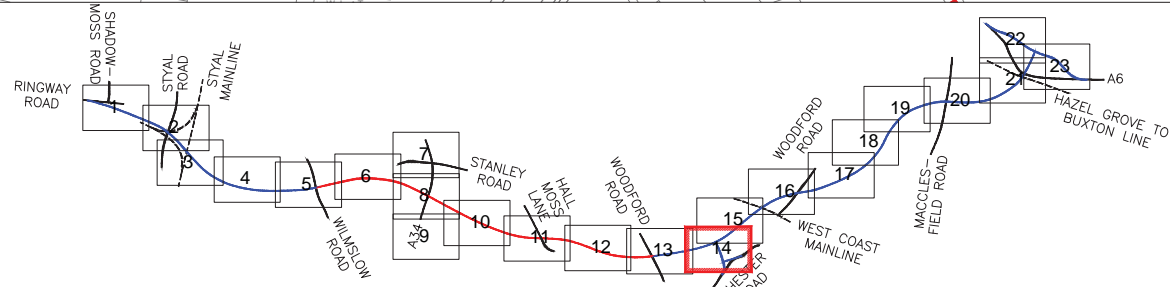 SHADOW-
MOSS ROAD
RINGWAY
ROAD
1
STYAL
ROAD
STYAL
MAINLINE
2
3
4
5
WILMSLOW
ROAD
6
7
STANLEY
ROAD
8
A34
9
10
HALL
MOSS
LANE
11
12
WOODFORD
ROAD
13
14
15
WEST COAST
MAINLINE
WOODFORD
ROAD
16
17
18
19
20
MACCLES-
FIELD ROAD
21
22
23
A6
HAZEL GROVE TO
BUXTON LINE